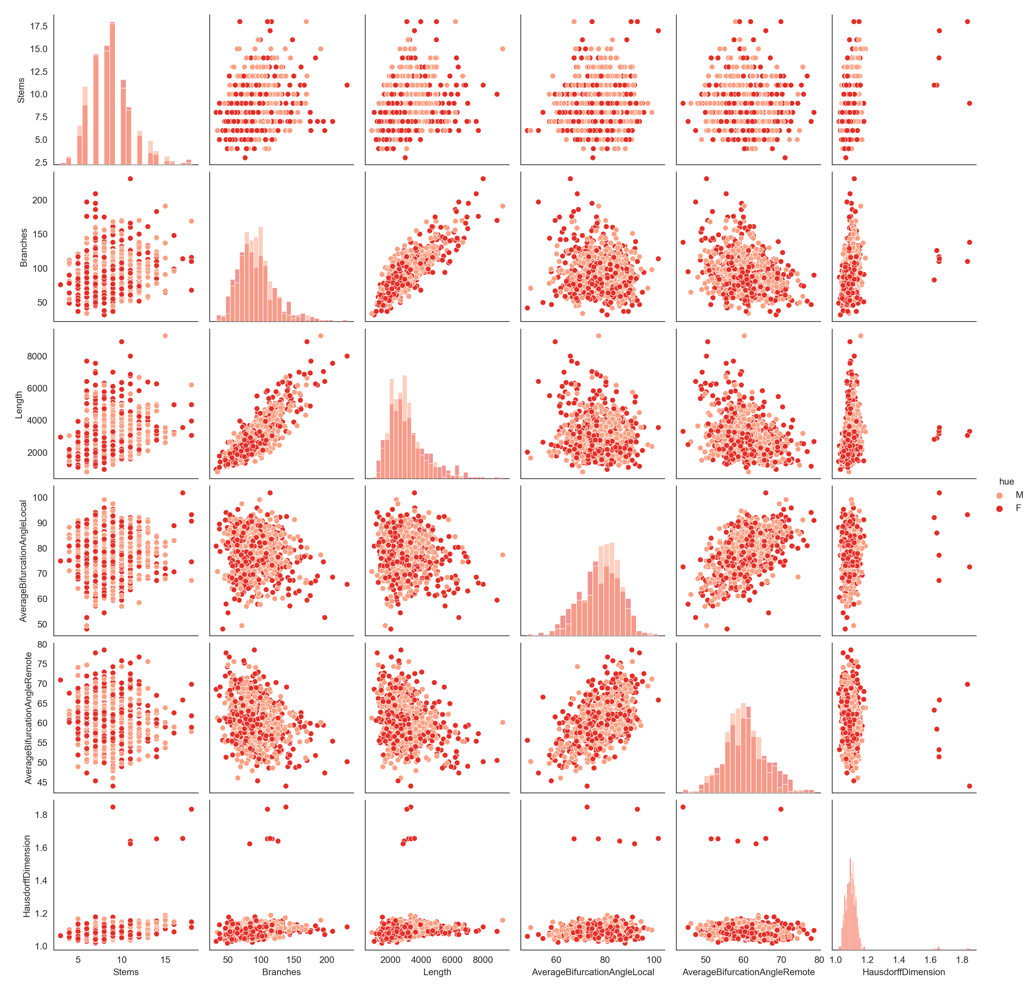 17.5
15.0
12.5
10.0
7.5
5.0
2.5
Stems
200
150
100
50
Branches
8000
6000
4000
2000
Length
100
90
80
70
60
50
AverageBifurcationAngleLocal
80
75
70
65
60
55
50
45
AverageBifurcationAngleRemote
1.8
1.6
1.4
1.2
1.0
HausdorffDimension
5 10 15
Stems
50 100 150 200
Branches
2000 4000 6000 8000
Length
60 80 100
AverageBifurcationAngleLocal
50 60 70 80
AverageBifurcationAngleRemote
1.0 1.2 1.4 1.6 1.8
HausdorffDimension
hue
M
F